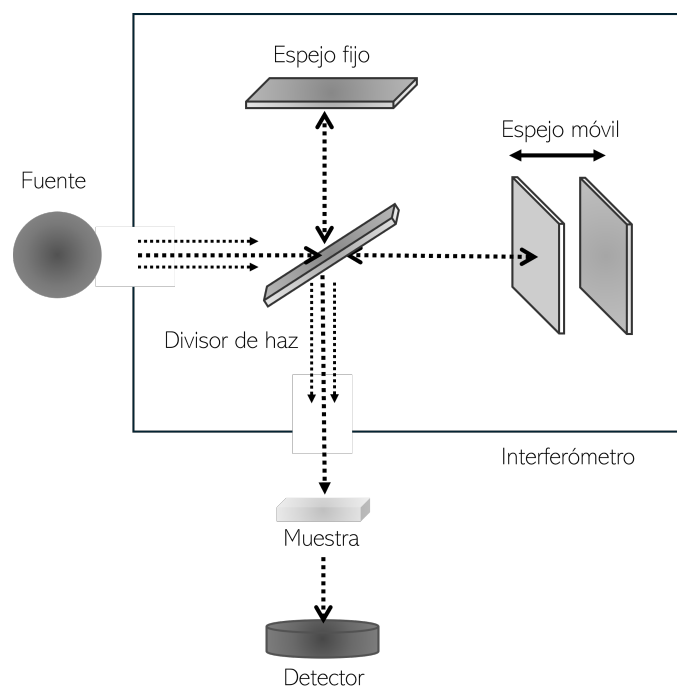 Espejo fijo
Espejo móvil
Fuente
Divisor de haz
Interferómetro
Muestra
Detector